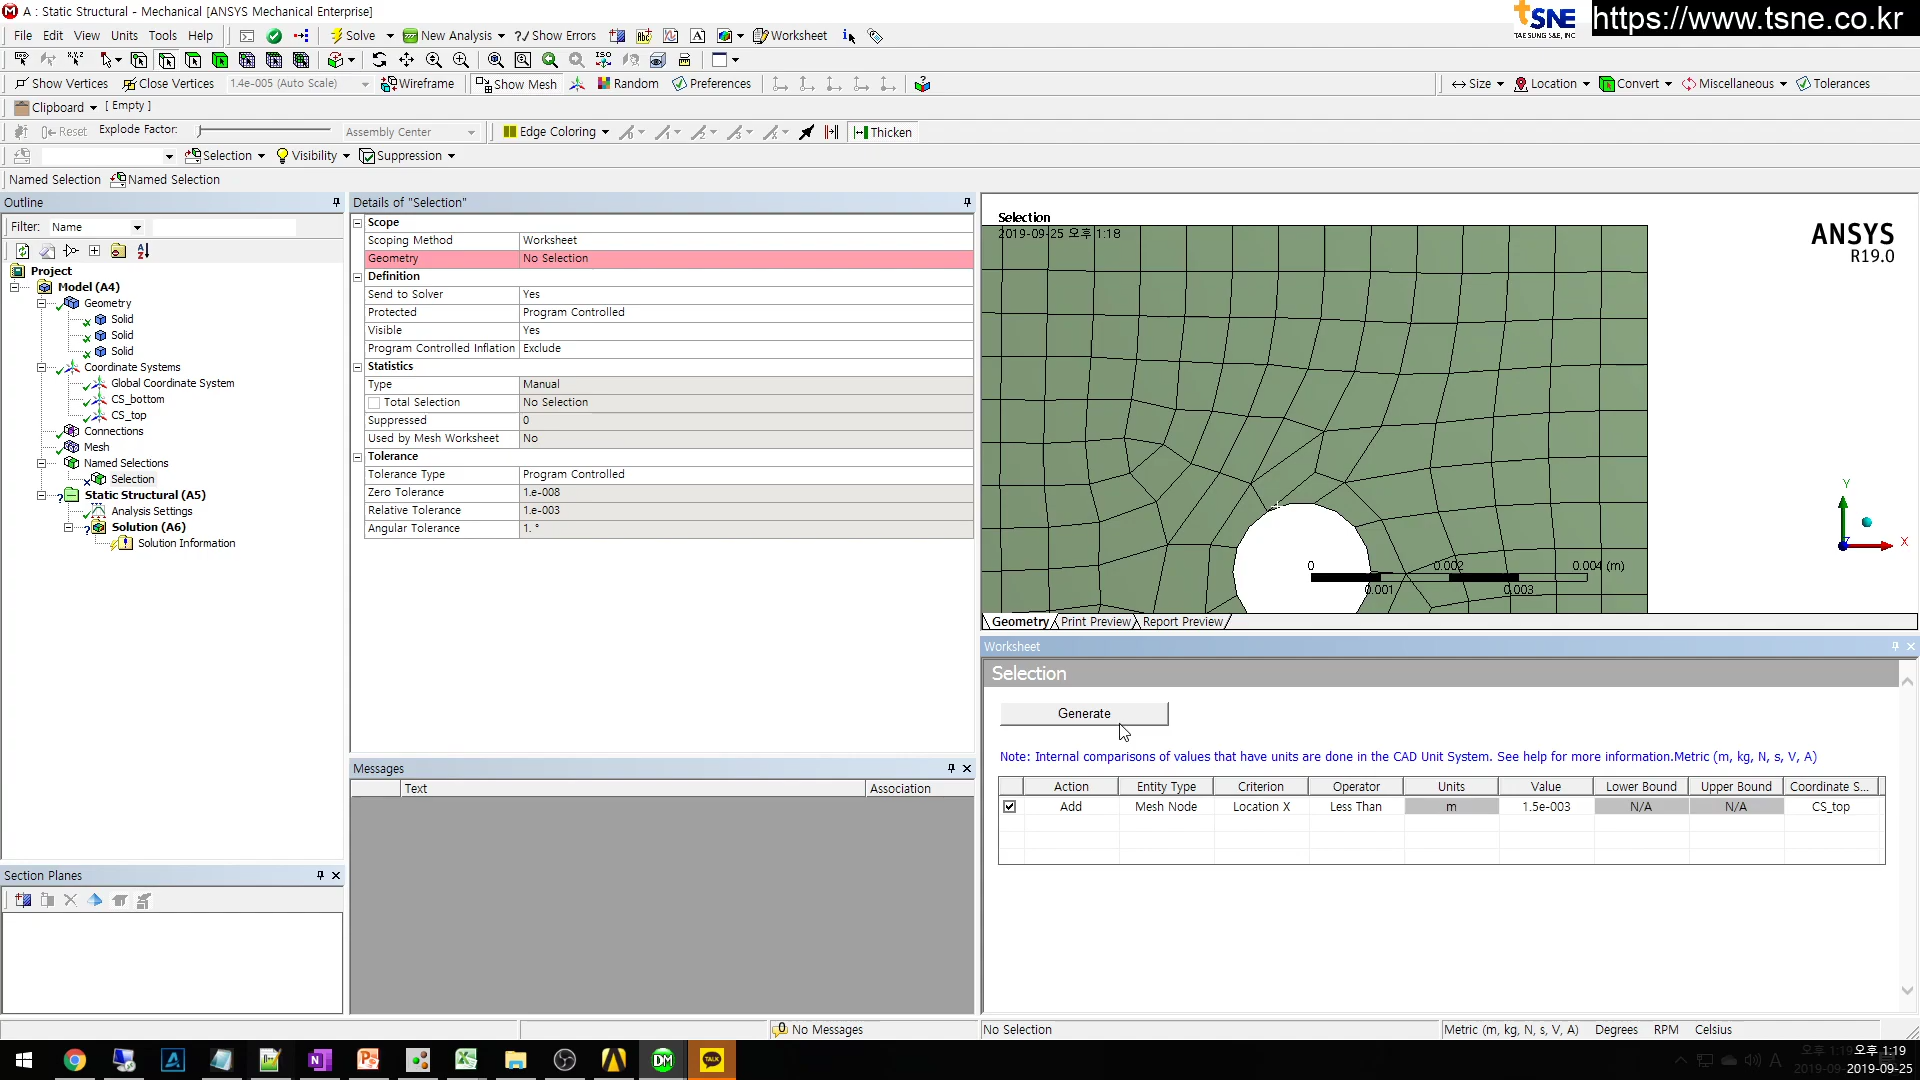 A : Static Structural - Mechanical [ANSYS Mechanical Enterprise]
TSNE
TAE SUNG S&E, INC
https://www.tsne.co.kr
File Edit View Units Tools Help
Solve New Analysis ?/ Show Errors Worksheet
Show Vertices Close Vertices 1.4e-005 (Auto Scale) Wireframe Show Mesh Random Preferences Size Location Convert Miscellaneous Tolerances
Clipboard [ Empty ]
Reset Explode Factor: Assembly Center Edge Coloring Thicken
Selection Visibility Suppression
Named Selection Named Selection
Outline
Filter: Name
Project
Model (A4)
Geometry
Solid
Solid
Solid
Coordinate Systems
Global Coordinate System
CS_bottom
CS_top
Connections
Mesh
Named Selections
Selection
Static Structural (A5)
Analysis Settings
Solution (A6)
Solution Information
Section Planes
Details of "Selection"
Scope
Scoping Method Worksheet
Geometry No Selection
Definition
Send to Solver Yes
Protected Program Controlled
Visible Yes
Program Controlled Inflation Exclude
Statistics
Type Manual
Total Selection No Selection
Suppressed 0
Used by Mesh Worksheet No
Tolerance
Tolerance Type Program Controlled
Zero Tolerance 1.e-008
Relative Tolerance 1.e-003
Angular Tolerance 1. °
Messages
Text Association
Selection
2019-09-25 오후 1:18
ANSYS
R19.0
Y
X
Z
0 0.002 0.004 (m)
0.001 0.003
Geometry Print Preview Report Preview
Worksheet
Selection
Generate
Note: Internal comparisons of values that have units are done in the CAD Unit System. See help for more information.Metric (m, kg, N, s, V, A)
Action Entity Type Criterion Operator Units Value Lower Bound Upper Bound Coordinate S...
Add Mesh Node Location X Less Than m 1.5e-003 N/A N/A CS_top
No Messages No Selection Metric (m, kg, N, s, V, A) Degrees RPM Celsius
DM
TALK
A
오후 1:19
2019-09-25